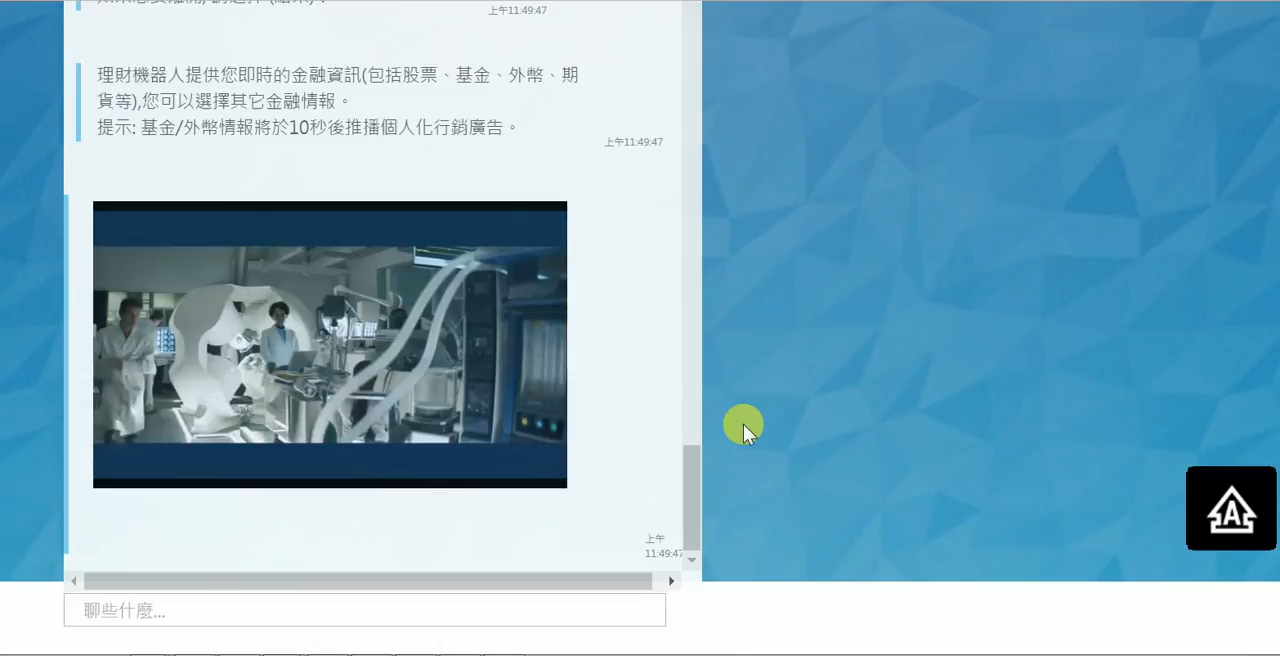 上午11:49:47
理財機器人提供您即時的金融資訊(包括股票、基金、外幣、期
貨等),您可以選擇其它金融情報。
提示: 基金/外幣情報將於10秒後推播個人化行銷廣告。
上午11:49:47
上午
11:49:47
A
聊些什麼...